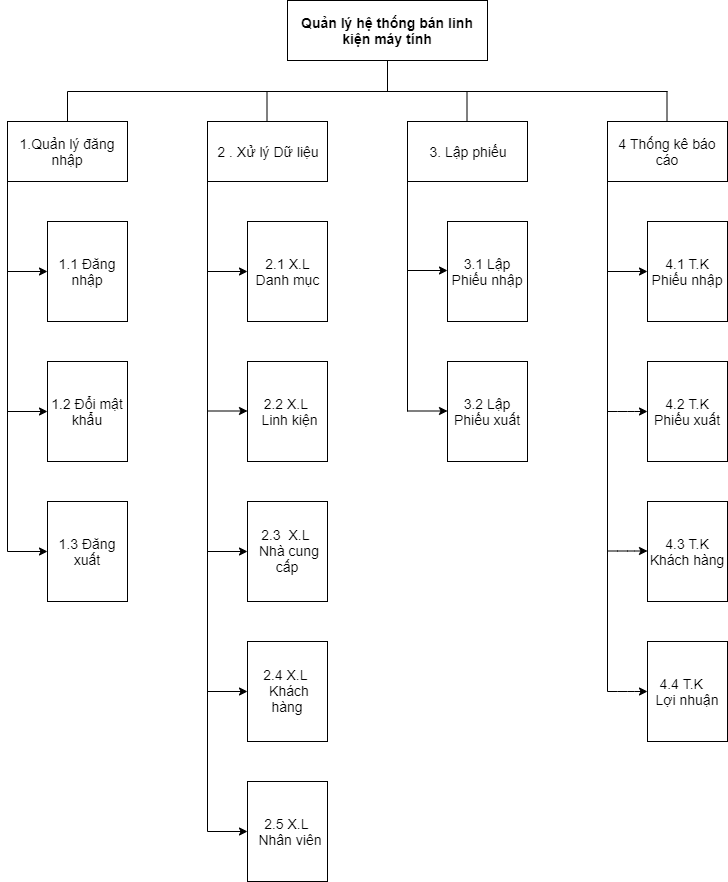 Quản lý hệ thống bán linh
kiện máy tính
1.Quản lý đăng
nhập
2 . Xử lý Dữ liệu
3. Lập phiếu
4 Thống kê báo
cáo
1.1 Đăng
nhập
1.2 Đổi mật
khẩu
1.3 Đăng
xuất
2.1 X.L
Danh mục
2.2 X.L
Linh kiện
2.3 X.L
Nhà cung
cấp
2.4 X.L
Khách
hàng
2.5 X.L
Nhân viên
3.1 Lập
Phiếu nhập
3.2 Lập
Phiếu xuất
4.1 T.K
Phiếu nhập
4.2 T.K
Phiếu xuất
4.3 T.K
Khách hàng
4.4 T.K
Lợi nhuận